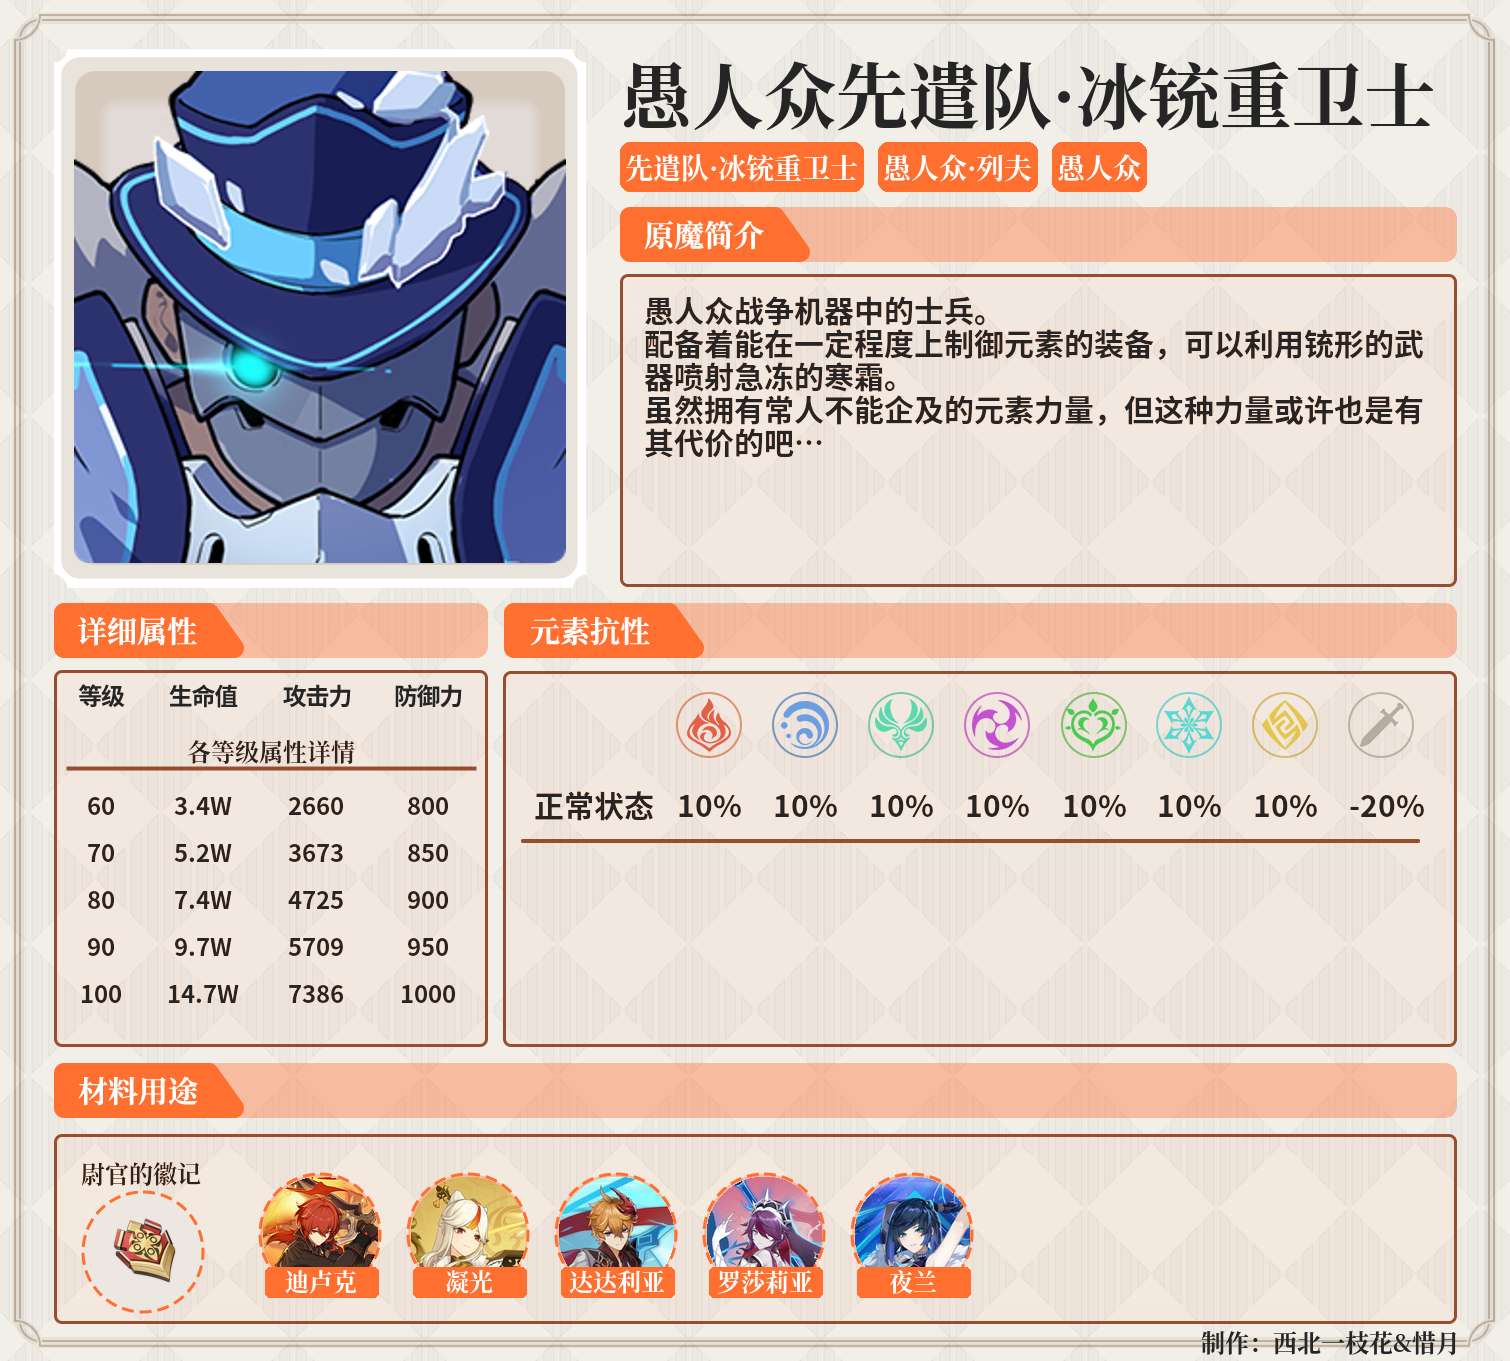 愚人众先遣队·冰铳重卫士
先遣队·冰铳重卫士 愚人众·列夫 愚人众
原魔简介
愚人众战争机器中的士兵。
配备着能在一定程度上制御元素的装备，可以利用铳形的武
器喷射急冻的寒霜。
虽然拥有常人不能企及的元素力量，但这种力量或许也是有
其代价的吧…
详细属性
等级 生命值 攻击力 防御力
各等级属性详情
60 3.4W 2660 800
70 5.2W 3673 850
80 7.4W 4725 900
90 9.7W 5709 950
100 14.7W 7386 1000
元素抗性
正常状态 10% 10% 10% 10% 10% 10% 10% -20%
材料用途
尉官的徽记
迪卢克 凝光 达达利亚 罗莎莉亚 夜兰
制作：西北一枝花&惜月